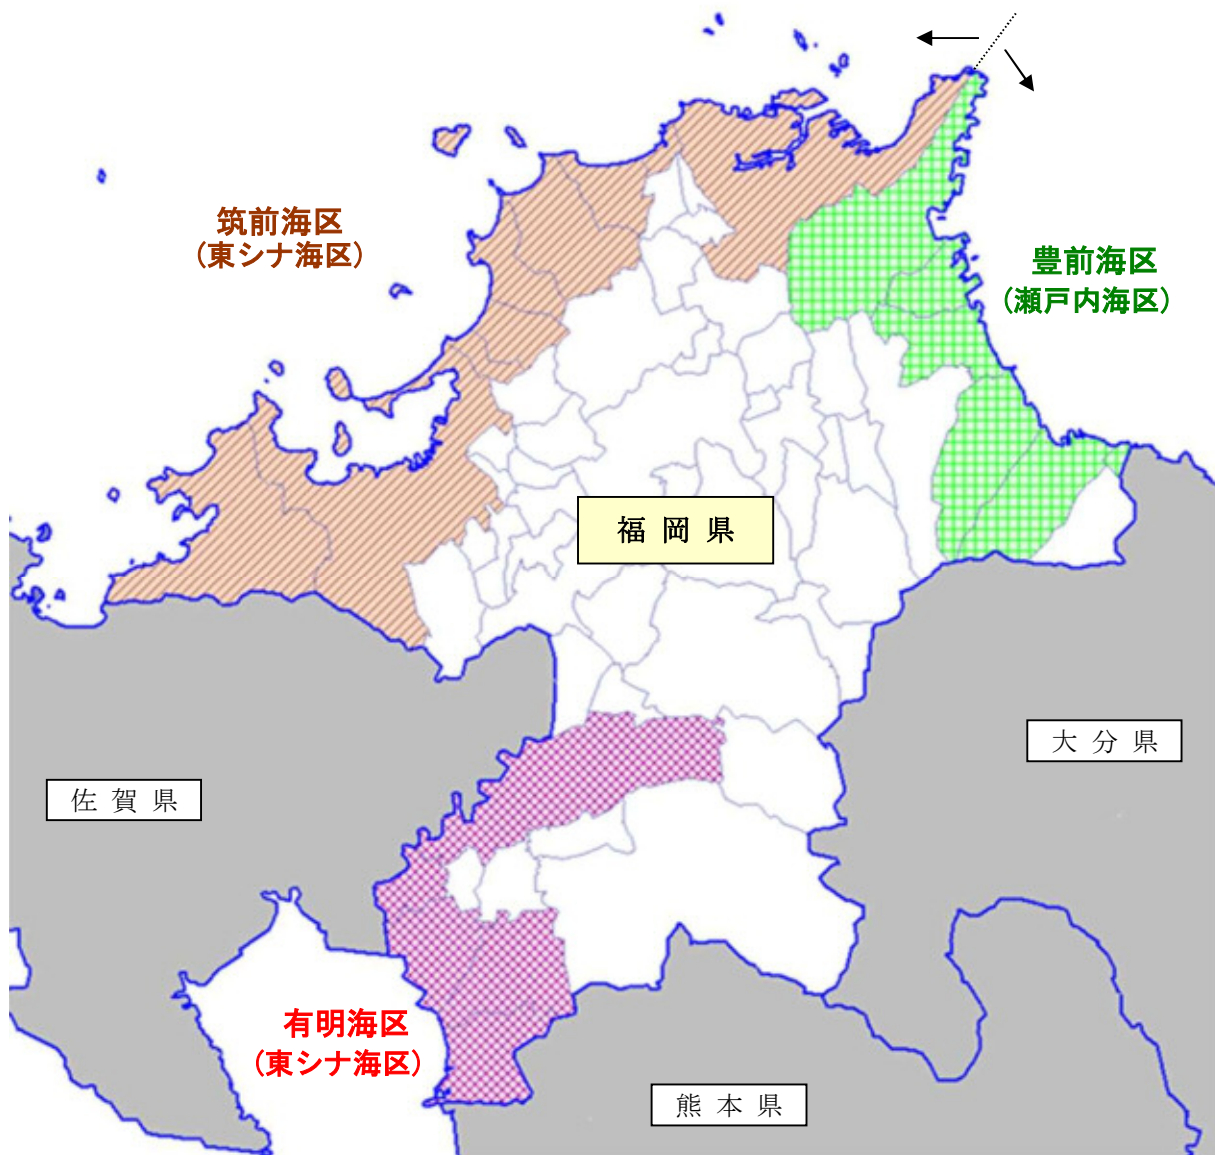 筑前海区
(東シナ海区)
豊前海区
(瀬戸内海区)
福岡県
大分県
佐賀県
有明海区
(東シナ海区)
熊本県